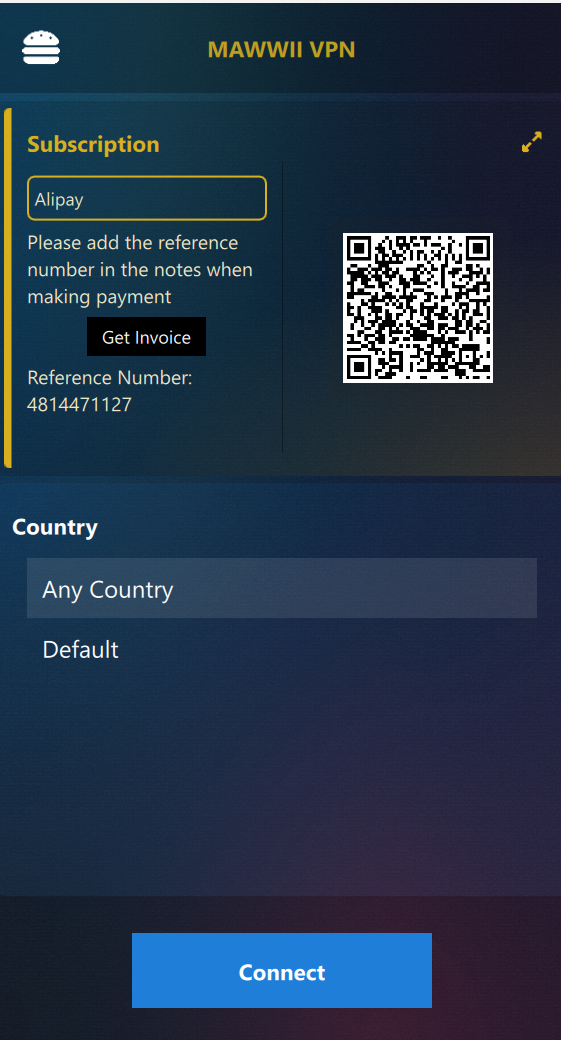 MAWWII VPN
Subscription
Alipay
Please add the reference
number in the notes when
making payment
Get Invoice
Reference Number:
4814471127
Country
Any Country
Default
Connect